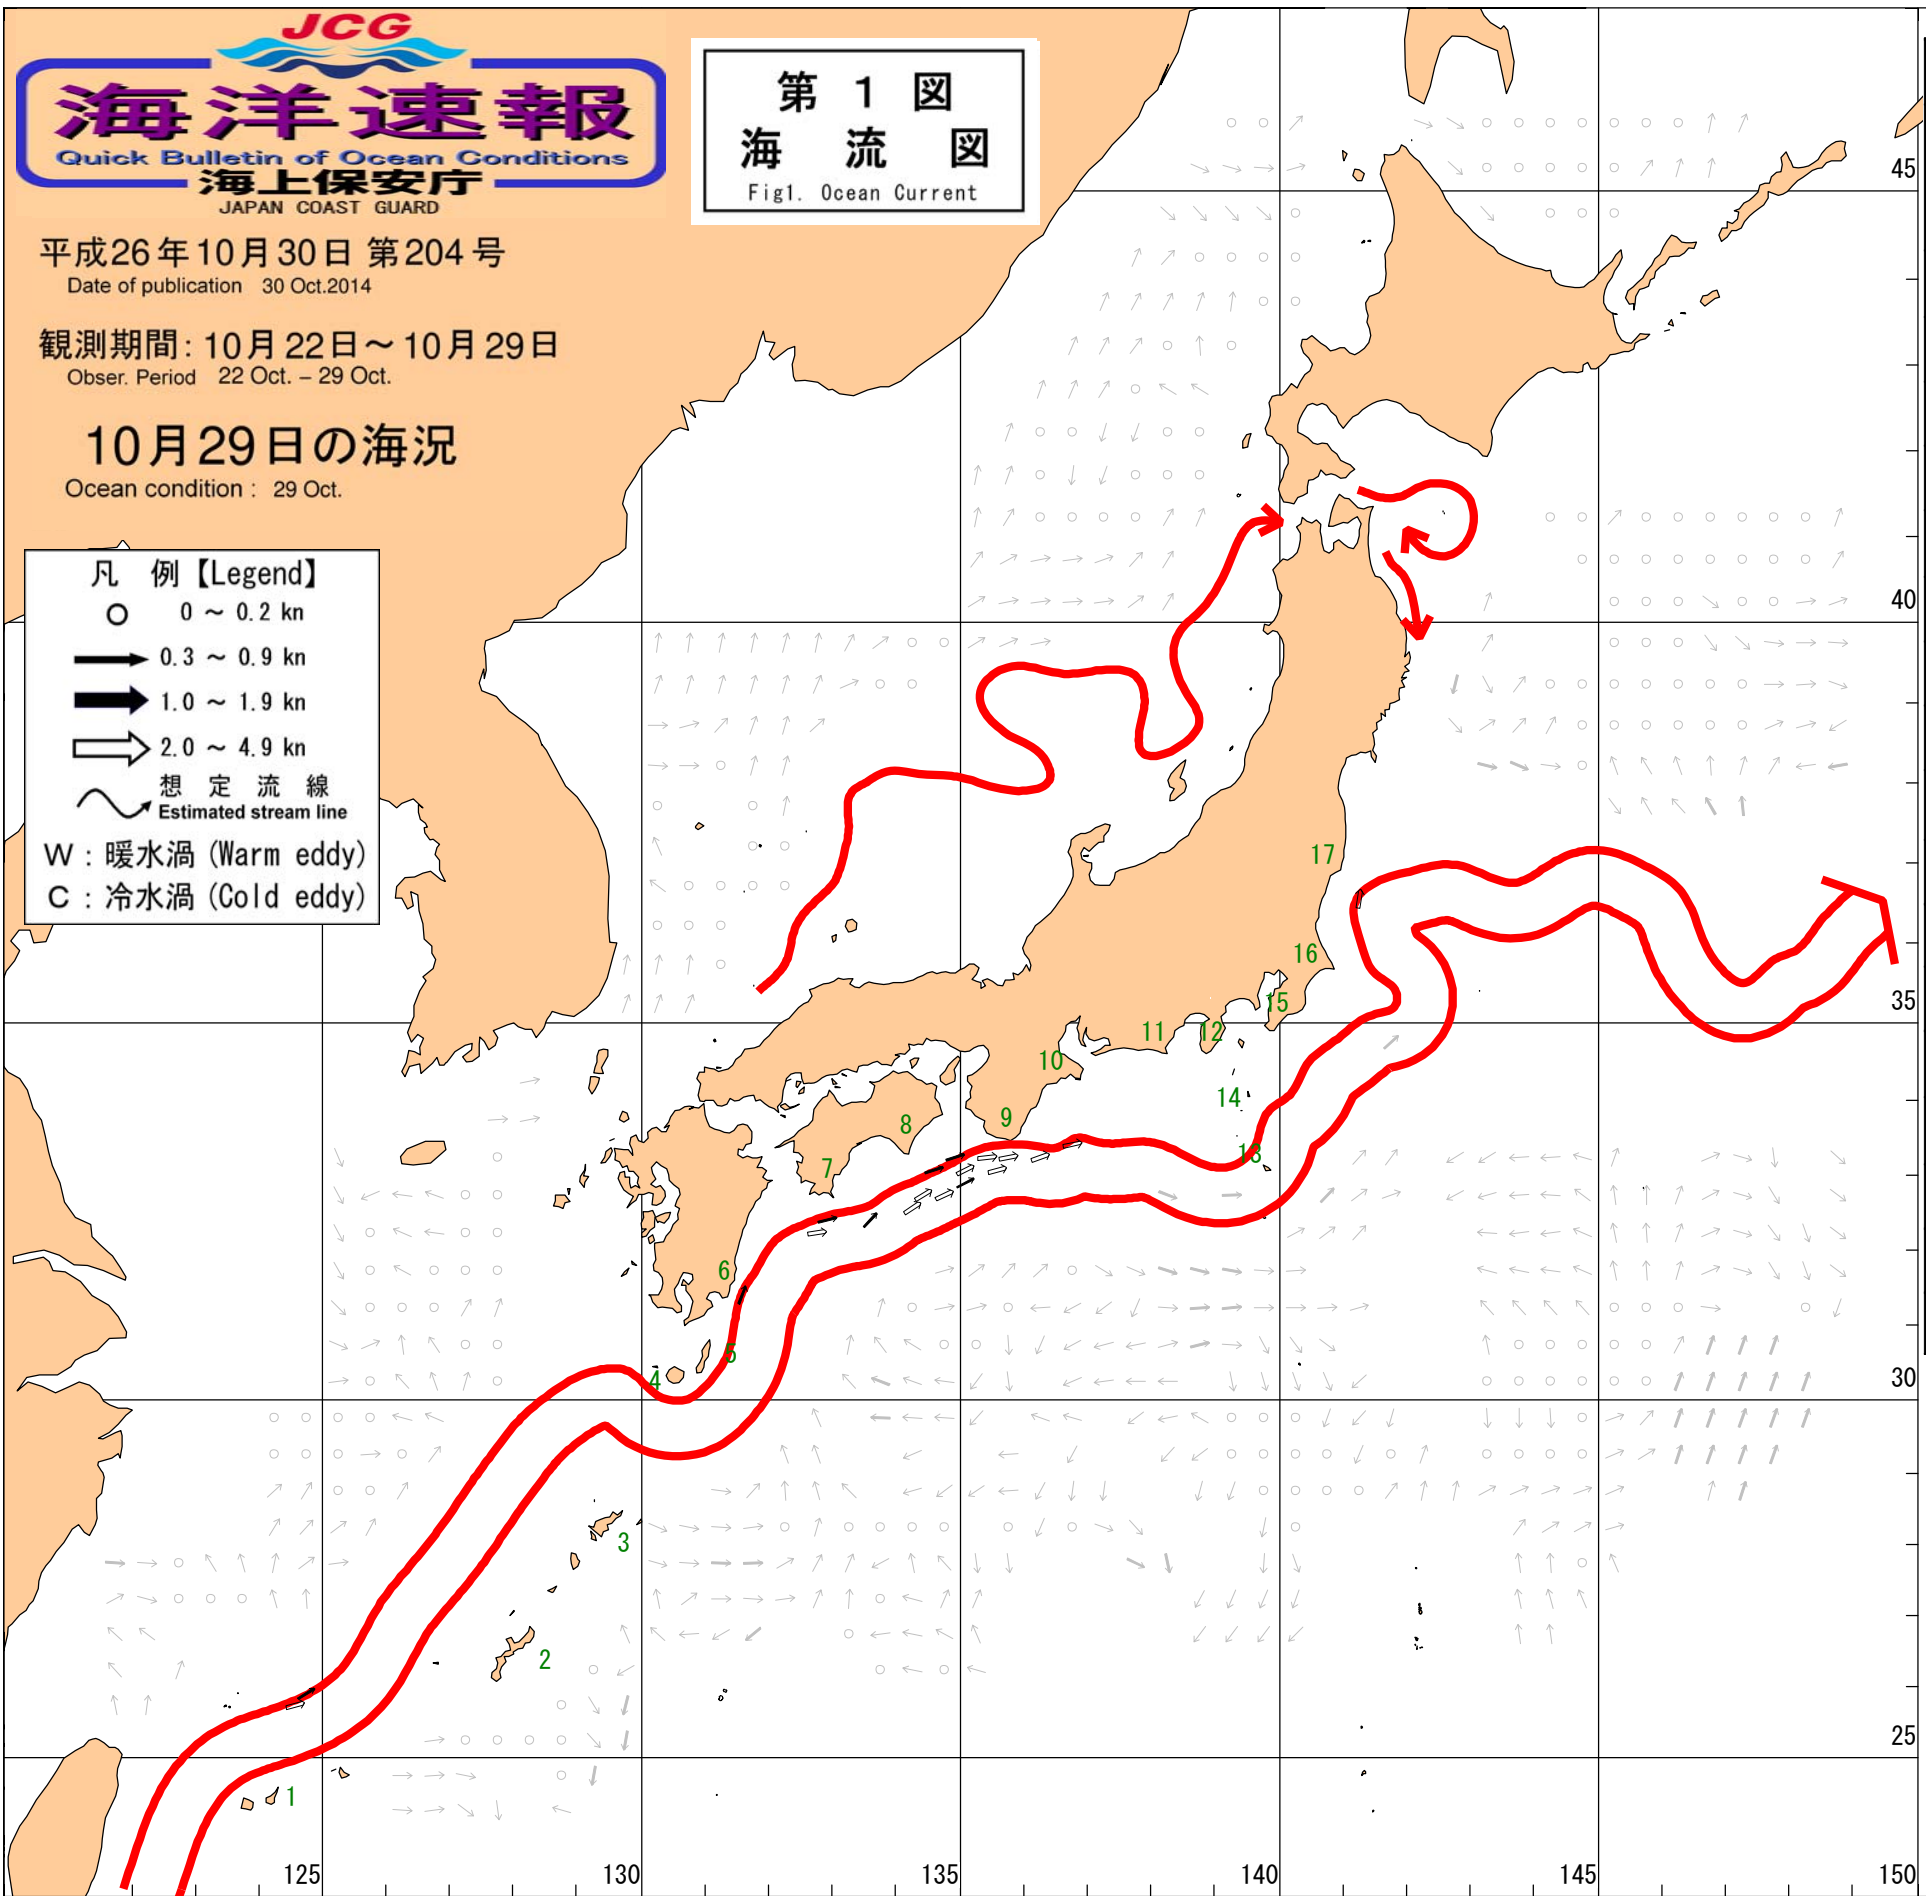 JCG
海洋速報
Quick Bulletin of Ocean Conditions
海上保安庁
JAPAN COAST GUARD
平成26年10月30日 第204号
Date of publication 30 Oct.2014
観測期間: 10月22日～10月29日
Obser. Period 22 Oct. – 29 Oct.
10月29日の海況
Ocean condition : 29 Oct.
第 1 図
海 流 図
Fig1. Ocean Current
凡 例【Legend】
0 ～ 0.2 kn
0.3 ～ 0.9 kn
1.0 ～ 1.9 kn
2.0 ～ 4.9 kn
想 定 流 線
Estimated stream line
W : 暖水渦 (Warm eddy)
C : 冷水渦 (Cold eddy)
45
40
35
30
25
17
16
15
12
11
10
14
9
8
13
7
6
5
4
3
2
1
125
130
135
140
145
150